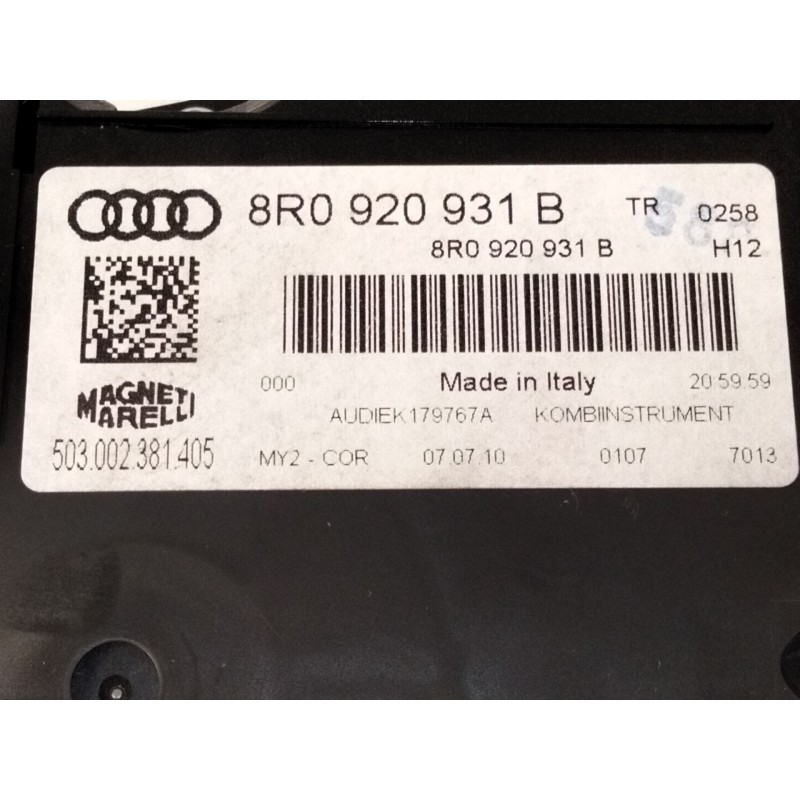 8R0 920 931 B TR 0258
8R0 920 931 B H12
000 Made in Italy 20 59.59
MAGNETI
MARELLI
AUDIEK179767A KOMBIINSTRUMENT
503.002.381.405 MY2 - COR 07.07.10 0107 7013